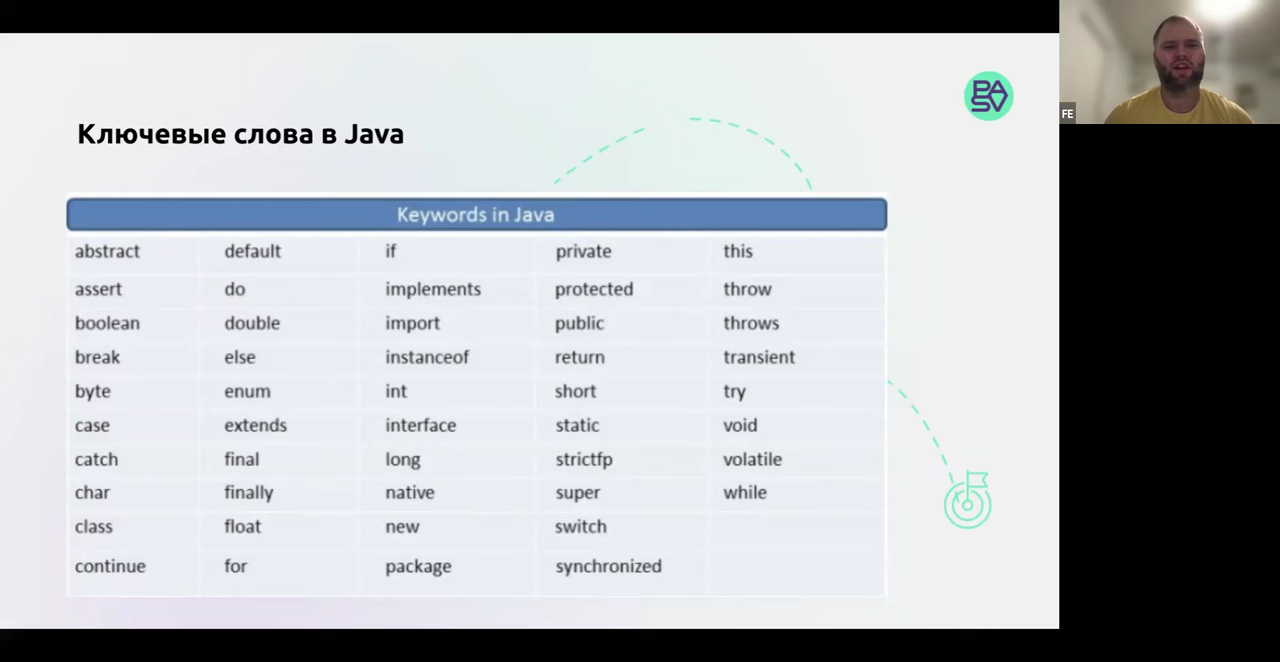 PASV
FE
Ключевые слова в Java
Keywords in Java
abstract default if private this
assert do implements protected throw
boolean double import public throws
break else instanceof return transient
byte enum int short try
case extends interface static void
catch final long strictfp volatile
char finally native super while
class float new switch
continue for package synchronized